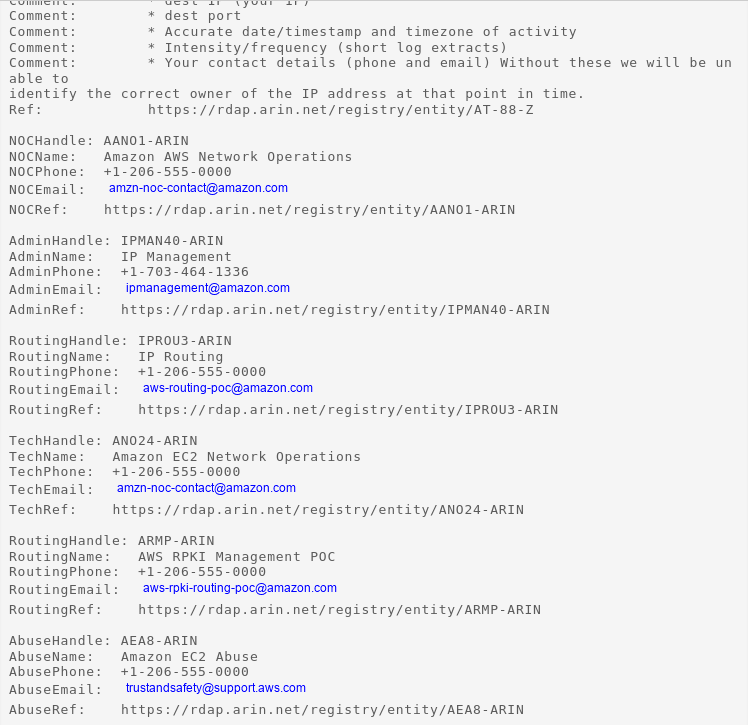 Comment: * dest IP (your IP)
Comment: * dest port
Comment: * Accurate date/timestamp and timezone of activity
Comment: * Intensity/frequency (short log extracts)
Comment: * Your contact details (phone and email) Without these we will be un
able to
identify the correct owner of the IP address at that point in time.
Ref: https://rdap.arin.net/registry/entity/AT-88-Z
NOCHandle: AANO1-ARIN
NOCName: Amazon AWS Network Operations
NOCPhone: +1-206-555-0000
NOCEmail: amzn-noc-contact@amazon.com
NOCRef: https://rdap.arin.net/registry/entity/AANO1-ARIN
AdminHandle: IPMAN40-ARIN
AdminName: IP Management
AdminPhone: +1-703-464-1336
AdminEmail: ipmanagement@amazon.com
AdminRef: https://rdap.arin.net/registry/entity/IPMAN40-ARIN
RoutingHandle: IPROU3-ARIN
RoutingName: IP Routing
RoutingPhone: +1-206-555-0000
RoutingEmail: aws-routing-poc@amazon.com
RoutingRef: https://rdap.arin.net/registry/entity/IPROU3-ARIN
TechHandle: ANO24-ARIN
TechName: Amazon EC2 Network Operations
TechPhone: +1-206-555-0000
TechEmail: amzn-noc-contact@amazon.com
TechRef: https://rdap.arin.net/registry/entity/ANO24-ARIN
RoutingHandle: ARMP-ARIN
RoutingName: AWS RPKI Management POC
RoutingPhone: +1-206-555-0000
RoutingEmail: aws-rpki-routing-poc@amazon.com
RoutingRef: https://rdap.arin.net/registry/entity/ARMP-ARIN
AbuseHandle: AEA8-ARIN
AbuseName: Amazon EC2 Abuse
AbusePhone: +1-206-555-0000
AbuseEmail: trustandsafety@support.aws.com
AbuseRef: https://rdap.arin.net/registry/entity/AEA8-ARIN